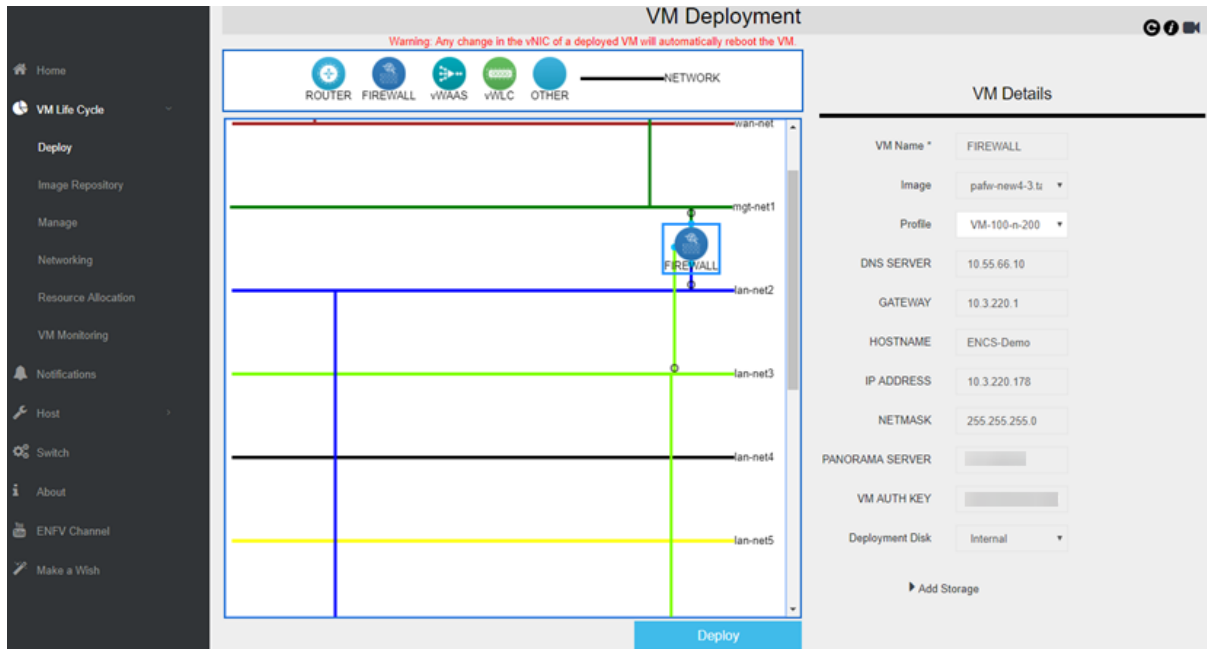 VM Deployment
Warning: Any change in the vNIC of a deployed VM will automatically reboot the VM.
Home
VM Life Cycle
Deploy
Image Repository
Manage
Networking
Resource Allocation
VM Monitoring
Notifications
Host
Switch
About
ENFV Channel
Make a Wish
ROUTER FIREWALL vWAAS vWLC OTHER NETWORK
wan-net
mgt-net1
FIREWALL
lan-net2
lan-net3
lan-net4
lan-net5
Deploy
VM Details
VM Name * FIREWALL
Image pafw-new4-3.ta
Profile VM-100-n-200
DNS SERVER 10.55.66.10
GATEWAY 10.3.220.1
HOSTNAME ENCS-Demo
IP ADDRESS 10.3.220.178
NETMASK 255.255.255.0
PANORAMA SERVER
VM AUTH KEY
Deployment Disk Internal
Add Storage